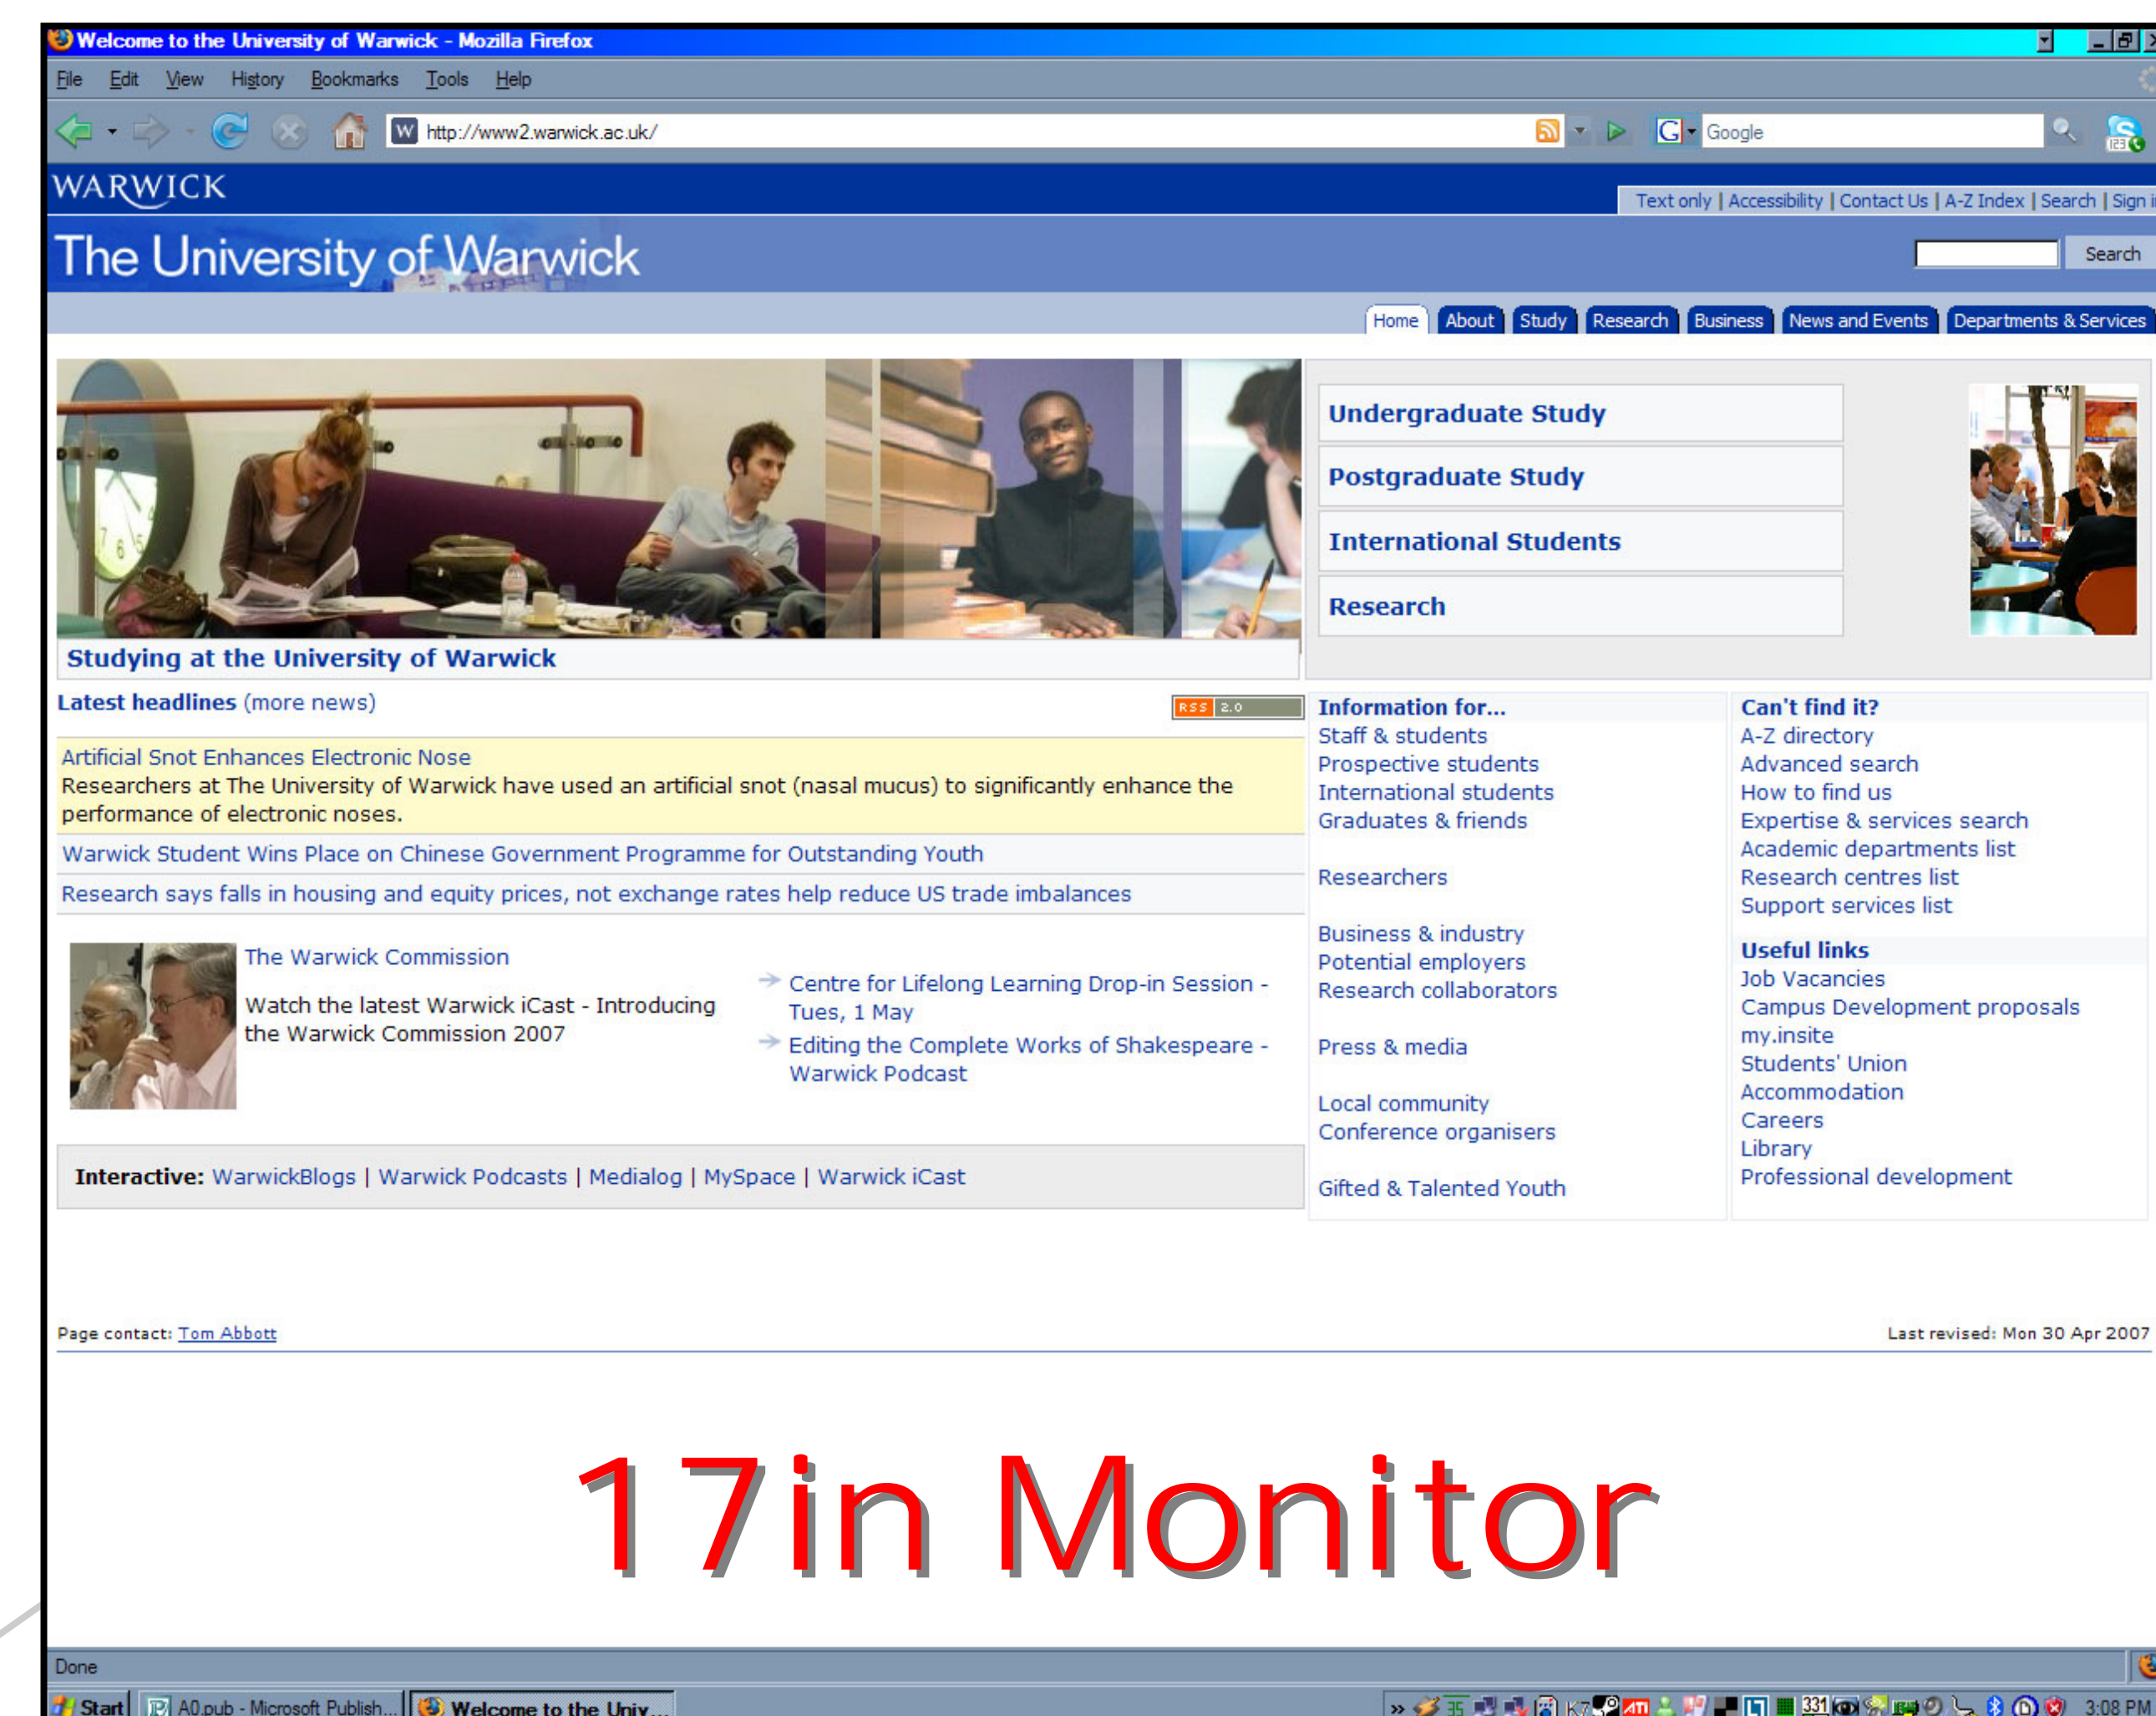 Welcome to the University of Warwick - Mozilla Firefox
File Edit View History Bookmarks Tools Help
W http://www2.warwick.ac.uk/ G Google 123
WARWICK
Text only | Accessibility | Contact Us | A-Z Index | Search | Sign i
The University of Warwick
Search
Home About Study Research Business News and Events Departments & Services
Undergraduate Study
Postgraduate Study
International Students
Research
Studying at the University of Warwick
Latest headlines (more news) RSS 2.0
Artificial Snot Enhances Electronic Nose
Researchers at The University of Warwick have used an artificial snot (nasal mucus) to significantly enhance the
performance of electronic noses.
Warwick Student Wins Place on Chinese Government Programme for Outstanding Youth
Research says falls in housing and equity prices, not exchange rates help reduce US trade imbalances
The Warwick Commission
Watch the latest Warwick iCast - Introducing
the Warwick Commission 2007
Centre for Lifelong Learning Drop-in Session -
Tues, 1 May
Editing the Complete Works of Shakespeare -
Warwick Podcast
Interactive: WarwickBlogs | Warwick Podcasts | Medialog | MySpace | Warwick iCast
Information for...
Staff & students
Prospective students
International students
Graduates & friends
Researchers
Business & industry
Potential employers
Research collaborators
Press & media
Local community
Conference organisers
Gifted & Talented Youth
Can't find it?
A-Z directory
Advanced search
How to find us
Expertise & services search
Academic departments list
Research centres list
Support services list
Useful links
Job Vacancies
Campus Development proposals
my.insite
Students' Union
Accommodation
Careers
Library
Professional development
Page contact: Tom Abbott
Last revised: Mon 30 Apr 2007
17in Monitor
Done
Start A0.pub - Microsoft Publish... Welcome to the Univ... » 35 K7 ATI 331 3:08 PM